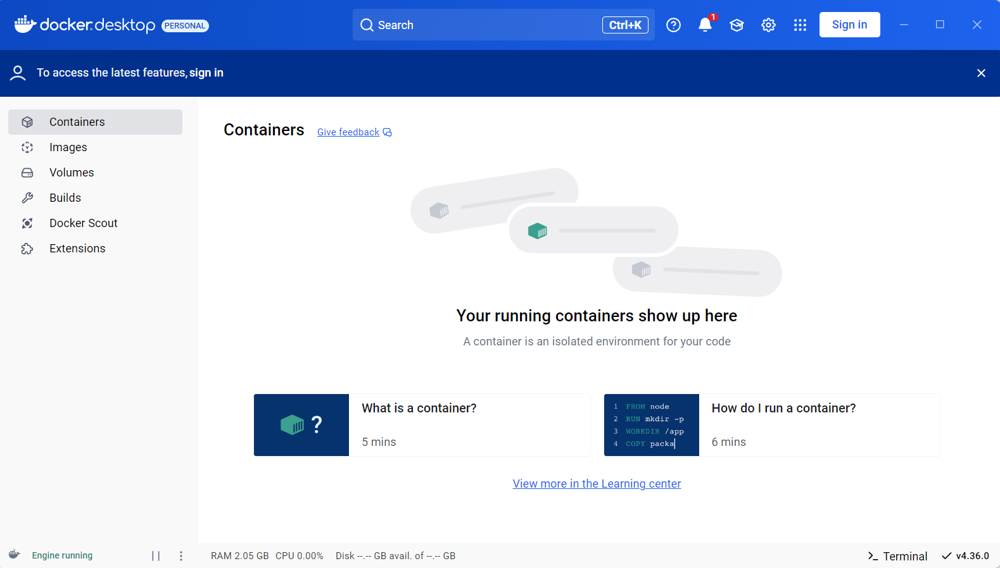 docker.desktop PERSONAL
Search Ctrl+K
1
Sign in
To access the latest features, sign in
Containers
Images
Volumes
Builds
Docker Scout
Extensions
Containers Give feedback
Your running containers show up here
A container is an isolated environment for your code
?
What is a container?
5 mins
1 FROM node
2 RUN mkdir -p
3 WORKDIR /app
4 COPY packa
How do I run a container?
6 mins
View more in the Learning center
Engine running
RAM 2.05 GB CPU 0.00% Disk --.-- GB avail. of --.-- GB
>_ Terminal v4.36.0